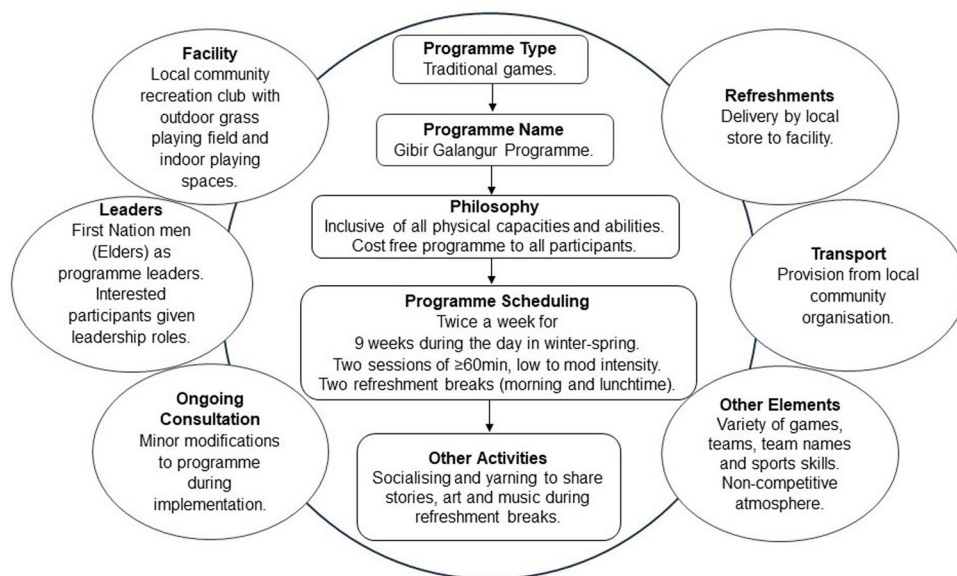 Facility
Local community
recreation club with
outdoor grass
playing field and
indoor playing
spaces.
Leaders
First Nation men
(Elders) as
programme leaders.
Interested
participants given
leadership roles.
Ongoing
Consultation
Minor modifications
to programme
during
implementation.
Programme Type
Traditional games.
Programme Name
Gibir Galangur Programme.
Philosophy
Inclusive of all physical capacities and abilities.
Cost free programme to all participants.
Programme Scheduling
Twice a week for
9 weeks during the day in winter-spring.
Two sessions of ≥60min, low to mod intensity.
Two refreshment breaks (morning and lunchtime).
Other Activities
Socialising and yarning to share
stories, art and music during
refreshment breaks.
Refreshments
Delivery by local
store to facility.
Transport
Provision from local
community
organisation.
Other Elements
Variety of games,
teams, team names
and sports skills.
Non-competitive
atmosphere.